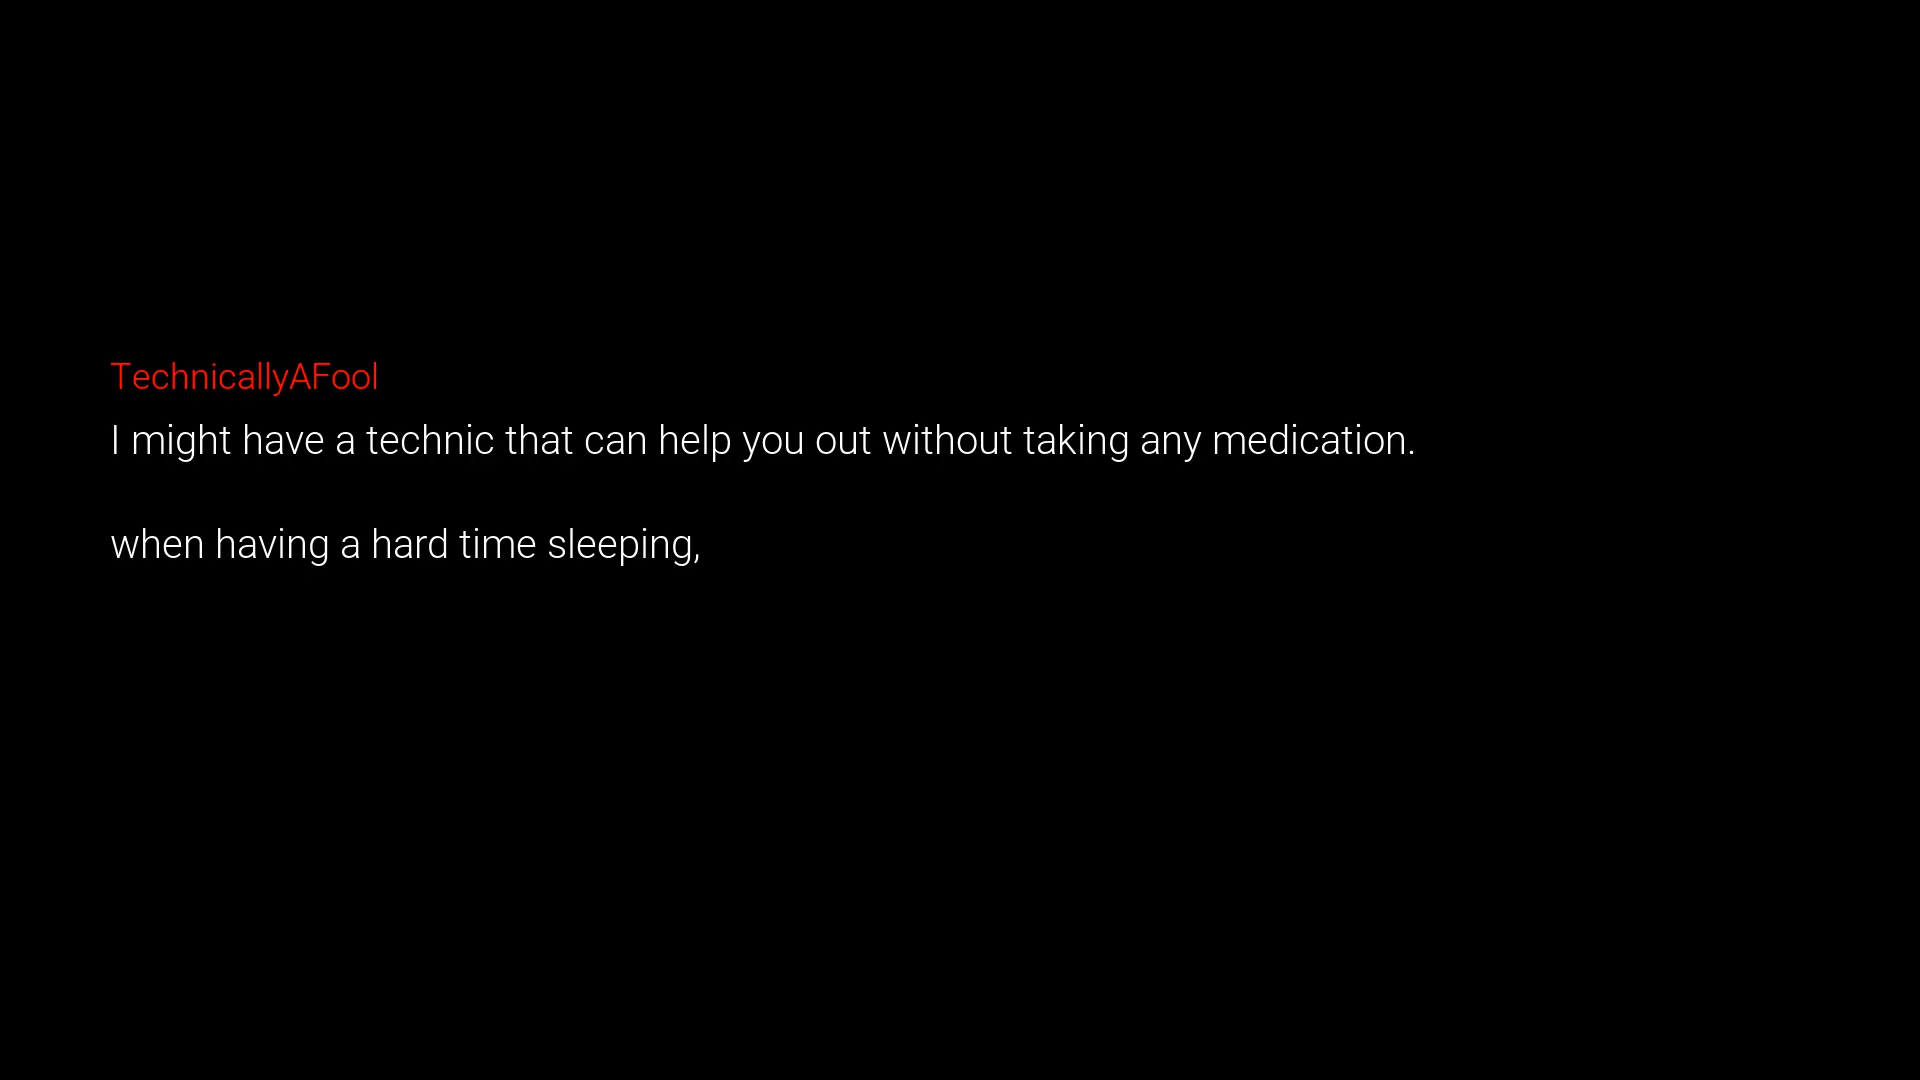 TechnicallyAFool
I might have a technic that can help you out without taking any medication.
when having a hard time sleeping,